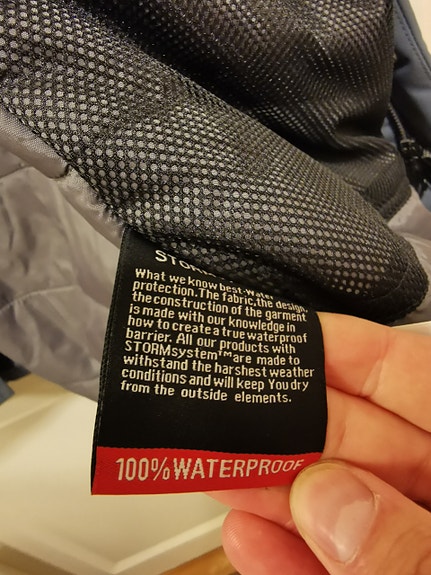 What we know best-
protection.The fabric,the design,
the construction of the garment
is made with our knowledge in
how to create a true waterproof
barrier. All our products with
STORMsystem™are made to
withstand the harshest weather
conditions and will keep You dry
from the outside elements.
100%WATERPROOF